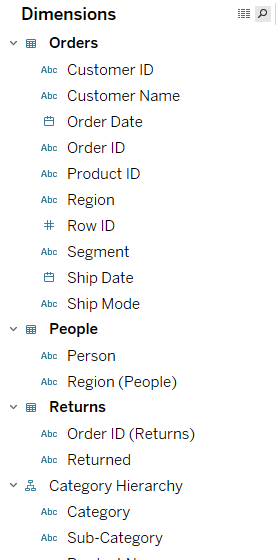 Dimensions
Orders
Abc Customer ID
Abc Customer Name
Order Date
Abc Order ID
Abc Product ID
Abc Region
# Row ID
Abc Segment
Ship Date
Abc Ship Mode
People
Abc Person
Abc Region (People)
Returns
Abc Order ID (Returns)
Abc Returned
Category Hierarchy
Abc Category
Abc Sub-Category